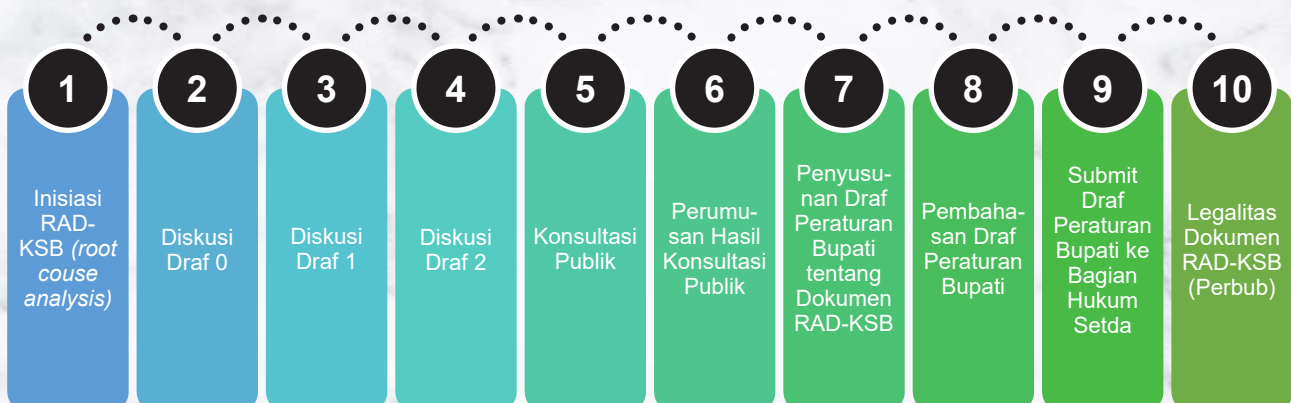 1
Inisiasi
RAD-
KSB (root
couse
analysis)
2
Diskusi
Draf 0
3
Diskusi
Draf 1
4
Diskusi
Draf 2
5
Konsultasi
Publik
6
Perumu-
san Hasil
Konsultasi
Publik
7
Penyusu-
nan Draf
Peraturan
Bupati
tentang
Dokumen
RAD-KSB
8
Pembaha-
san Draf
Peraturan
Bupati
9
Submit
Draf
Peraturan
Bupati ke
Bagian
Hukum
Setda
10
Legalitas
Dokumen
RAD-KSB
(Perbub)